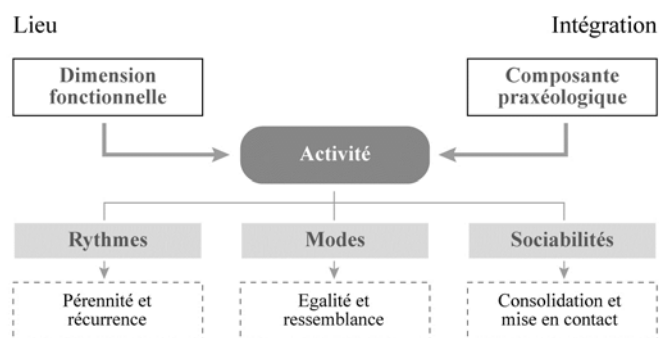 Lieu
Intégration
Dimension
fonctionnelle
Composante
praxéologique
Activité
Rythmes
Modes
Sociabilités
Pérennité et
récurrence
Egalité et
ressemblance
Consolidation et
mise en contact